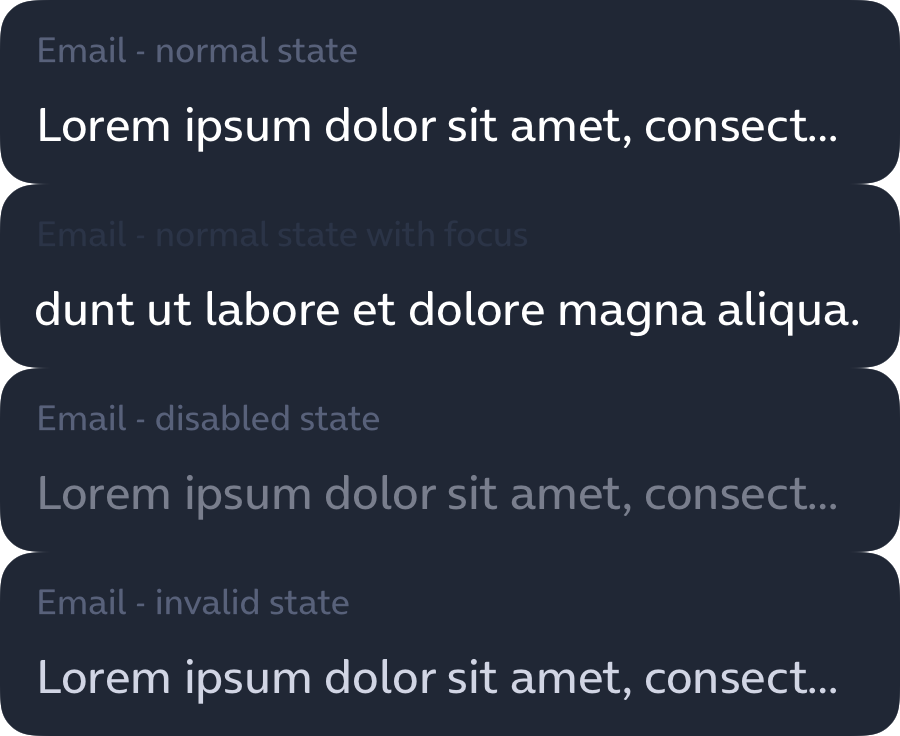 Email - normal state
Lorem ipsum dolor sit amet, consect...
Email - normal state with focus
dunt ut labore et dolore magna aliqua.
Email - disabled state
Lorem ipsum dolor sit amet, consect...
Email - invalid state
Lorem ipsum dolor sit amet, consect...